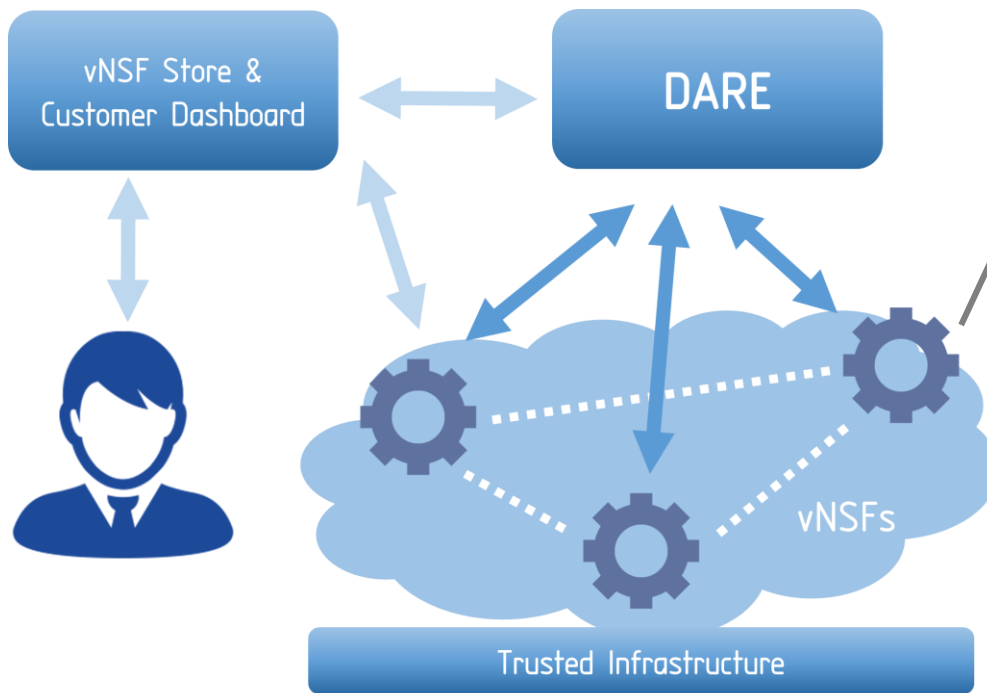 vNSF Store &
Customer Dashboard
DARE
vNSFs
Trusted Infrastructure